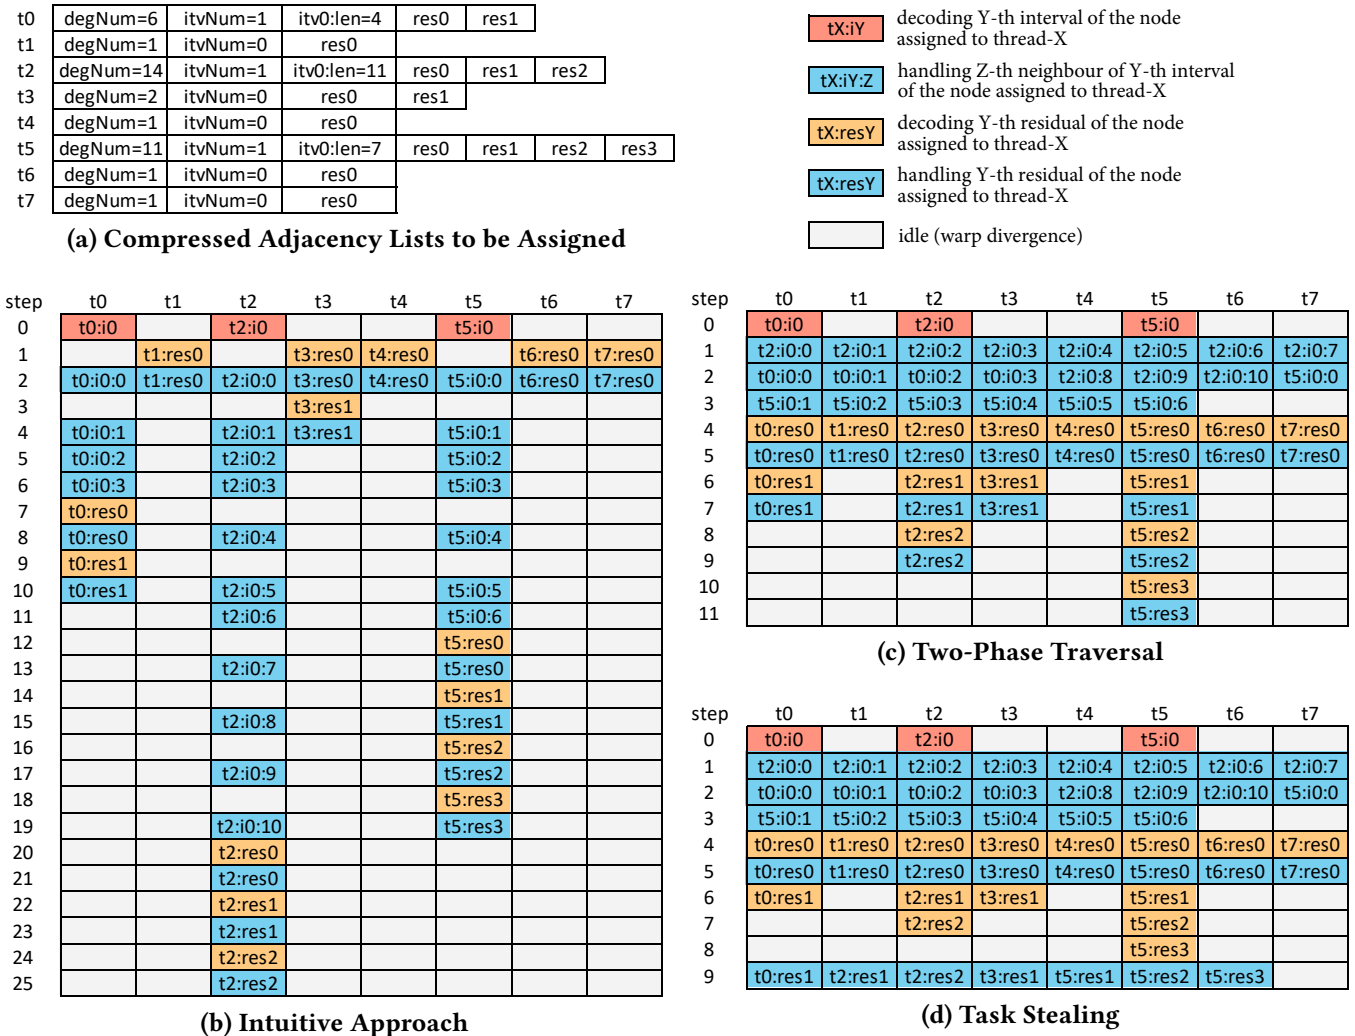 t0 degNum=6 itvNum=1 itv0:len=4 res0 res1
t1 degNum=1 itvNum=0 res0
t2 degNum=14 itvNum=1 itv0:len=11 res0 res1 res2
t3 degNum=2 itvNum=0 res0 res1
t4 degNum=1 itvNum=0 res0
t5 degNum=11 itvNum=1 itv0:len=7 res0 res1 res2 res3
t6 degNum=1 itvNum=0 res0
t7 degNum=1 itvNum=0 res0
(a) Compressed Adjacency Lists to be Assigned
tX:iY decoding Y-th interval of the node
assigned to thread-X
tX:iY:Z handling Z-th neighbour of Y-th interval
of the node assigned to thread-X
tX:resY decoding Y-th residual of the node
assigned to thread-X
tX:resY handling Y-th residual of the node
assigned to thread-X
idle (warp divergence)
step t0 t1 t2 t3 t4 t5 t6 t7
0 t0:i0 t2:i0 t5:i0
1 t1:res0 t3:res0 t4:res0 t6:res0 t7:res0
2 t0:i0:0 t1:res0 t2:i0:0 t3:res0 t4:res0 t5:i0:0 t6:res0 t7:res0
3 t3:res1
4 t0:i0:1 t2:i0:1 t3:res1 t5:i0:1
5 t0:i0:2 t2:i0:2 t5:i0:2
6 t0:i0:3 t2:i0:3 t5:i0:3
7 t0:res0
8 t0:res0 t2:i0:4 t5:i0:4
9 t0:res1
10 t0:res1 t2:i0:5 t5:i0:5
11 t2:i0:6 t5:i0:6
12 t5:res0
13 t2:i0:7 t5:res0
14 t5:res1
15 t2:i0:8 t5:res1
16 t5:res2
17 t2:i0:9 t5:res2
18 t5:res3
19 t2:i0:10 t5:res3
20 t2:res0
21 t2:res0
22 t2:res1
23 t2:res1
24 t2:res2
25 t2:res2
(b) Intuitive Approach
step t0 t1 t2 t3 t4 t5 t6 t7
0 t0:i0 t2:i0 t5:i0
1 t2:i0:0 t2:i0:1 t2:i0:2 t2:i0:3 t2:i0:4 t2:i0:5 t2:i0:6 t2:i0:7
2 t0:i0:0 t0:i0:1 t0:i0:2 t0:i0:3 t2:i0:8 t2:i0:9 t2:i0:10 t5:i0:0
3 t5:i0:1 t5:i0:2 t5:i0:3 t5:i0:4 t5:i0:5 t5:i0:6
4 t0:res0 t1:res0 t2:res0 t3:res0 t4:res0 t5:res0 t6:res0 t7:res0
5 t0:res0 t1:res0 t2:res0 t3:res0 t4:res0 t5:res0 t6:res0 t7:res0
6 t0:res1 t2:res1 t3:res1 t5:res1
7 t0:res1 t2:res1 t3:res1 t5:res1
8 t2:res2 t5:res2
9 t2:res2 t5:res2
10 t5:res3
11 t5:res3
(c) Two-Phase Traversal
step t0 t1 t2 t3 t4 t5 t6 t7
0 t0:i0 t2:i0 t5:i0
1 t2:i0:0 t2:i0:1 t2:i0:2 t2:i0:3 t2:i0:4 t2:i0:5 t2:i0:6 t2:i0:7
2 t0:i0:0 t0:i0:1 t0:i0:2 t0:i0:3 t2:i0:8 t2:i0:9 t2:i0:10 t5:i0:0
3 t5:i0:1 t5:i0:2 t5:i0:3 t5:i0:4 t5:i0:5 t5:i0:6
4 t0:res0 t1:res0 t2:res0 t3:res0 t4:res0 t5:res0 t6:res0 t7:res0
5 t0:res0 t1:res0 t2:res0 t3:res0 t4:res0 t5:res0 t6:res0 t7:res0
6 t0:res1 t2:res1 t3:res1 t5:res1
7 t2:res2 t5:res2
8 t5:res3
9 t0:res1 t2:res1 t2:res2 t3:res1 t5:res1 t5:res2 t5:res3
(d) Task Stealing